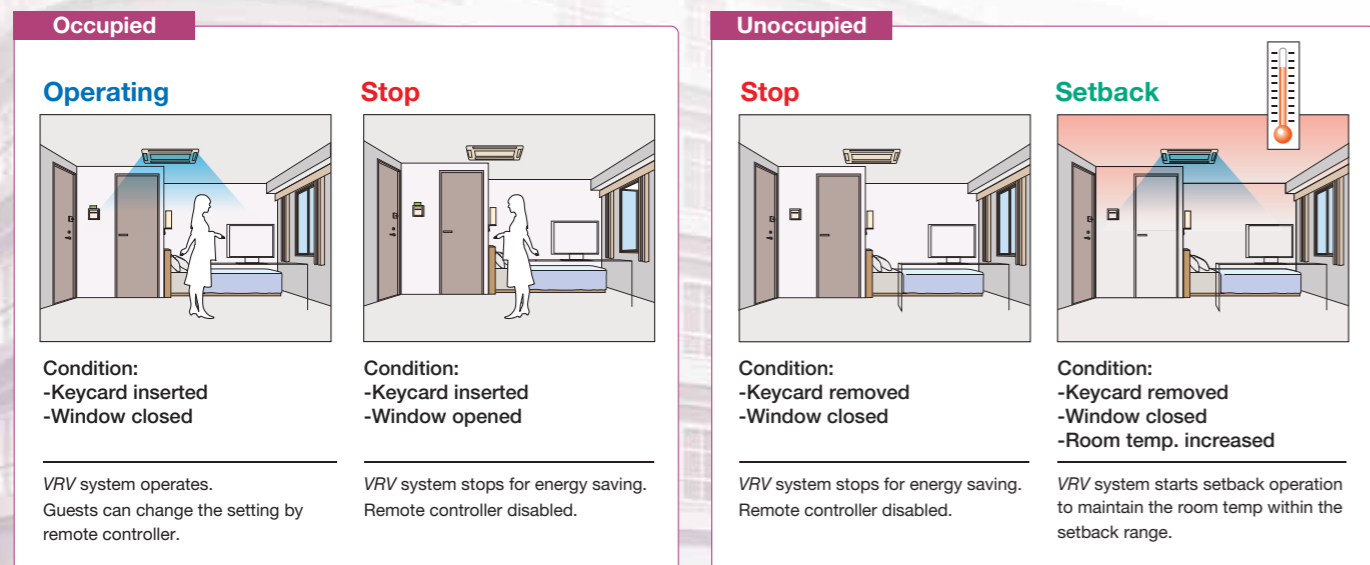 Occupied
Operating
Condition:
-Keycard inserted
-Window closed
VRV system operates.
Guests can change the setting by
remote controller.
Stop
Condition:
-Keycard inserted
-Window opened
VRV system stops for energy saving.
Remote controller disabled.
Unoccupied
Stop
Condition:
-Keycard removed
-Window closed
VRV system stops for energy saving.
Remote controller disabled.
Setback
Condition:
-Keycard removed
-Window closed
-Room temp. increased
VRV system starts setback operation
to maintain the room temp within the
setback range.